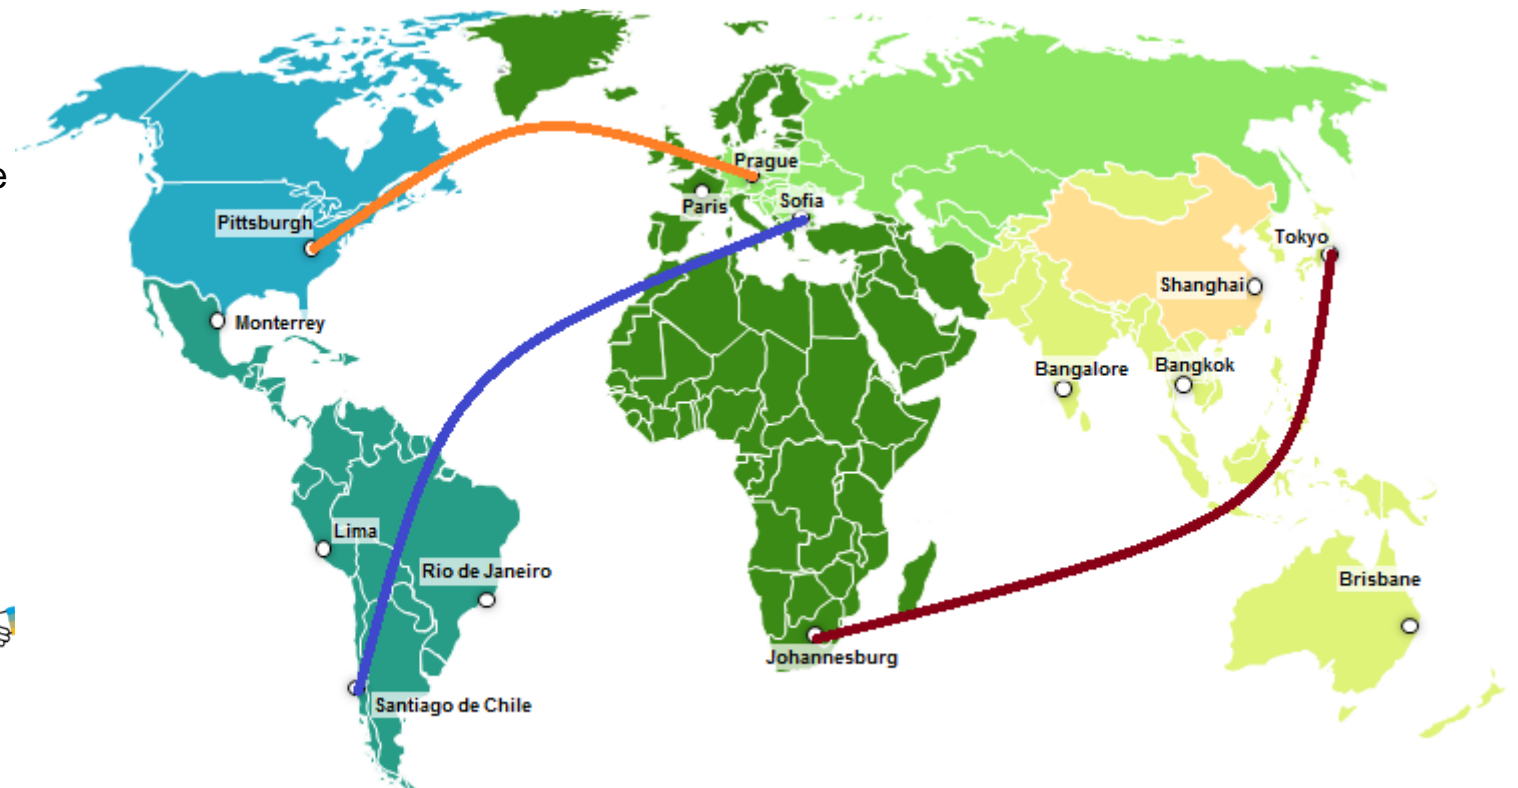 e
Prague
Paris
Sofia
Pittsburgh
Tokyo
Shanghai
Monterrey
Bangalore
Bangkok
Lima
Rio de Janeiro
Brisbane
Johannesburg
Santiago de Chile